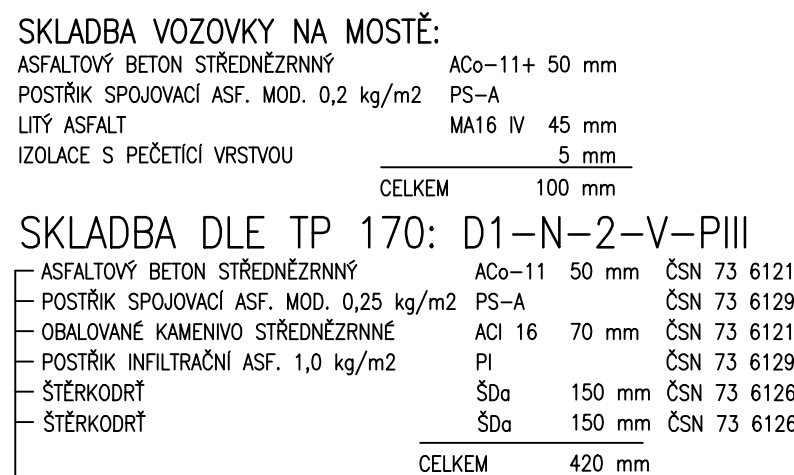 SKLADBA VOZOVKY NA MOSTĚ:
ASFALTOVÝ BETON STŘEDNĚZRNNÝ ACo-11+ 50 mm
POSTŘIK SPOJOVACÍ ASF. MOD. 0,2 kg/m2 PS-A
LITÝ ASFALT MA16 IV 45 mm
IZOLACE S PEČETÍCÍ VRSTVOU 5 mm
CELKEM 100 mm
SKLADBA DLE TP 170: D1-N-2-V-PIII
ASFALTOVÝ BETON STŘEDNĚZRNNÝ ACo-11 50 mm ČSN 73 6121
POSTŘIK SPOJOVACÍ ASF. MOD. 0,25 kg/m2 PS-A ČSN 73 6129
OBALOVANÉ KAMENIVO STŘEDNĚZRNNÉ ACl 16 70 mm ČSN 73 6121
POSTŘIK INFILTRAČNÍ ASF. 1,0 kg/m2 PI ČSN 73 6129
ŠTĚRKODRŤ ŠDa 150 mm ČSN 73 6126
ŠTĚRKODRŤ ŠDa 150 mm ČSN 73 6126
CELKEM 420 mm